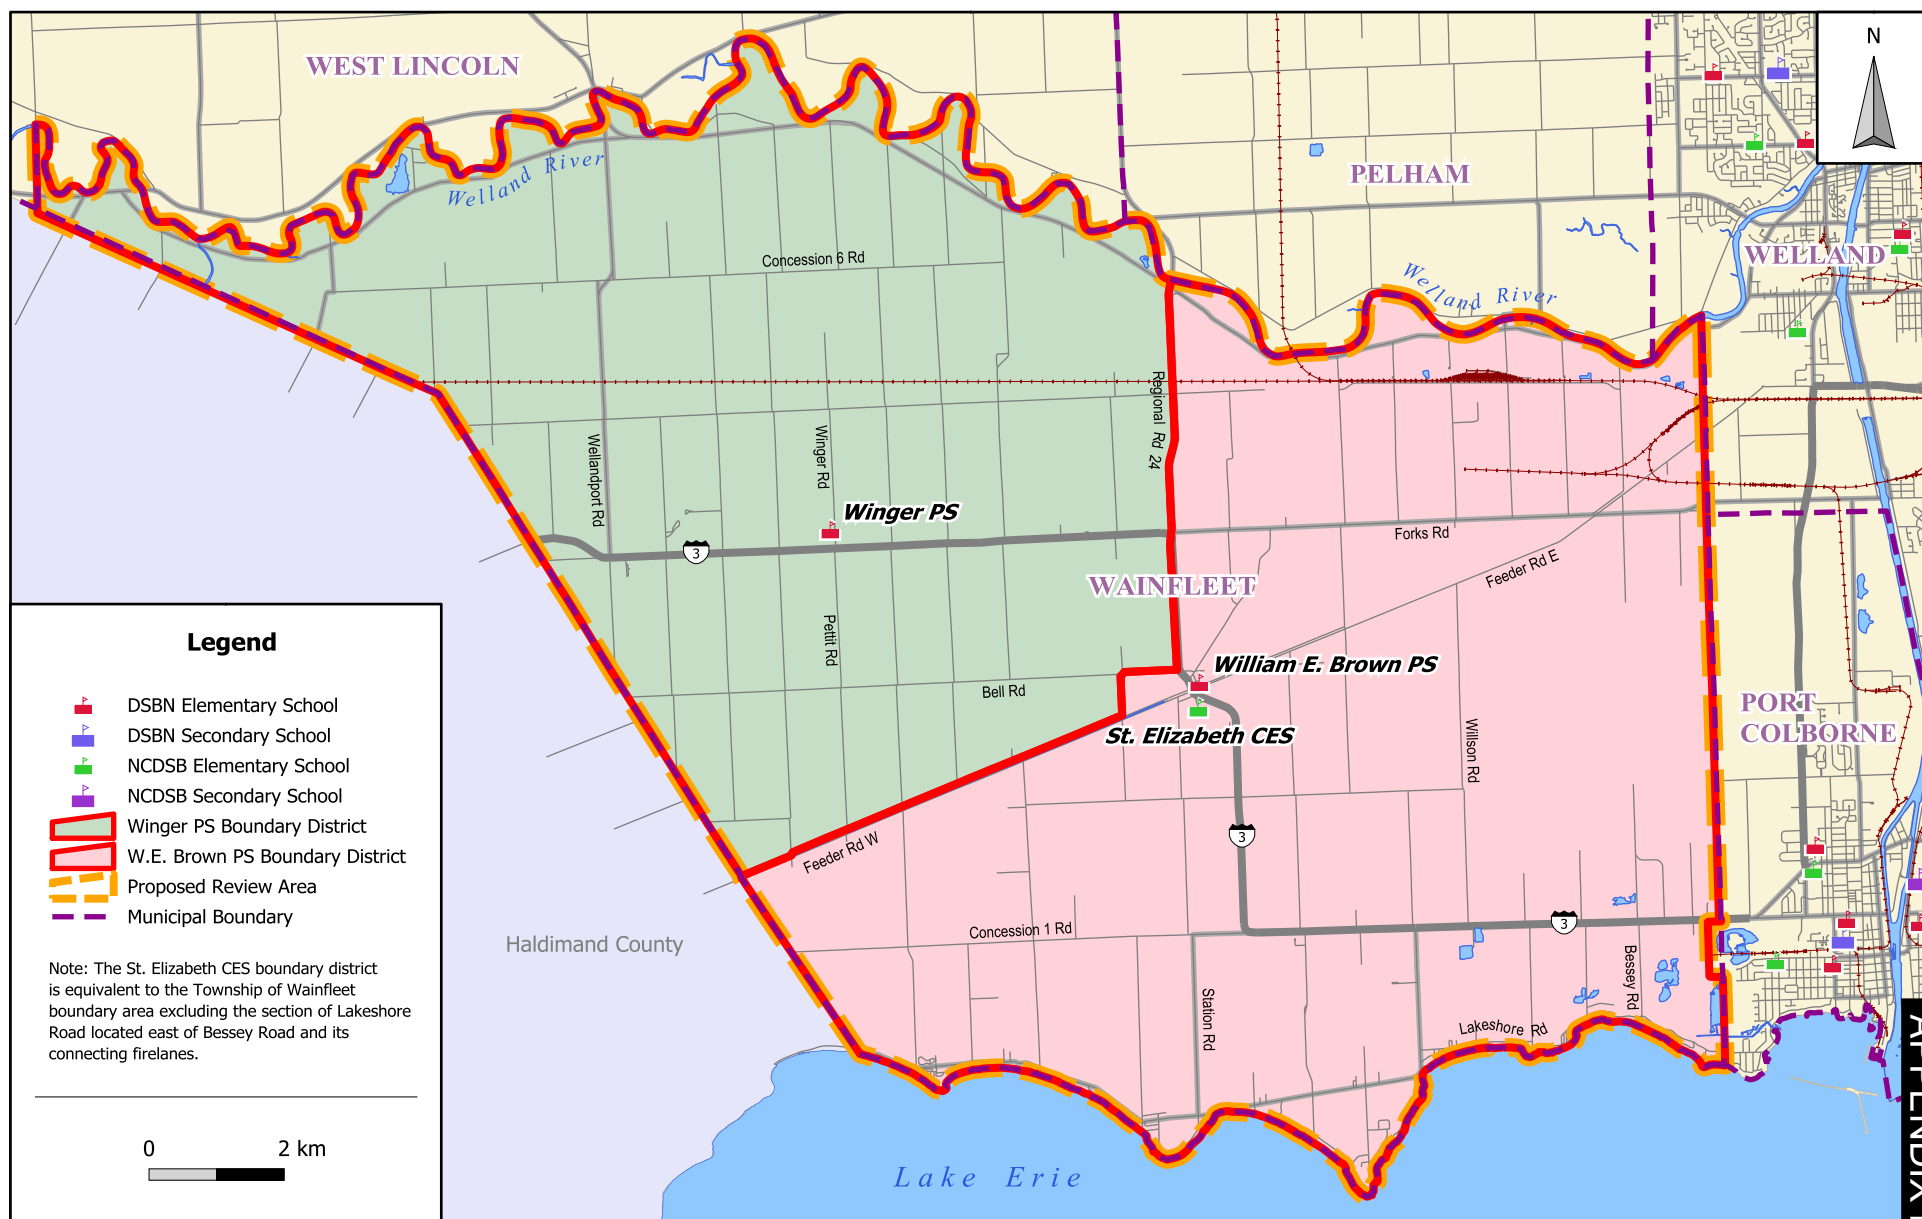 WEST LINCOLN
N
PELHAM
Welland River
WELLAND
Concession 6 Rd
Welland River
Regional Rd 24
Wellandport Rd
Winger Rd
Winger PS
3
Forks Rd
Feeder Rd E
WAINFLEET
Pettit Rd
William E. Brown PS
Bell Rd
St. Elizabeth CES
Willson Rd
PORT
COLBORNE
3
Feeder Rd W
Concession 1 Rd
3
Haldimand County
Station Rd
Bessey Rd
Lakeshore Rd
Lake Erie
Legend
DSBN Elementary School
DSBN Secondary School
NCDSB Elementary School
NCDSB Secondary School
Winger PS Boundary District
W.E. Brown PS Boundary District
Proposed Review Area
Municipal Boundary
Note: The St. Elizabeth CES boundary district
is equivalent to the Township of Wainfleet
boundary area excluding the section of Lakeshore
Road located east of Bessey Road and its
connecting firelanes.
0 2 km